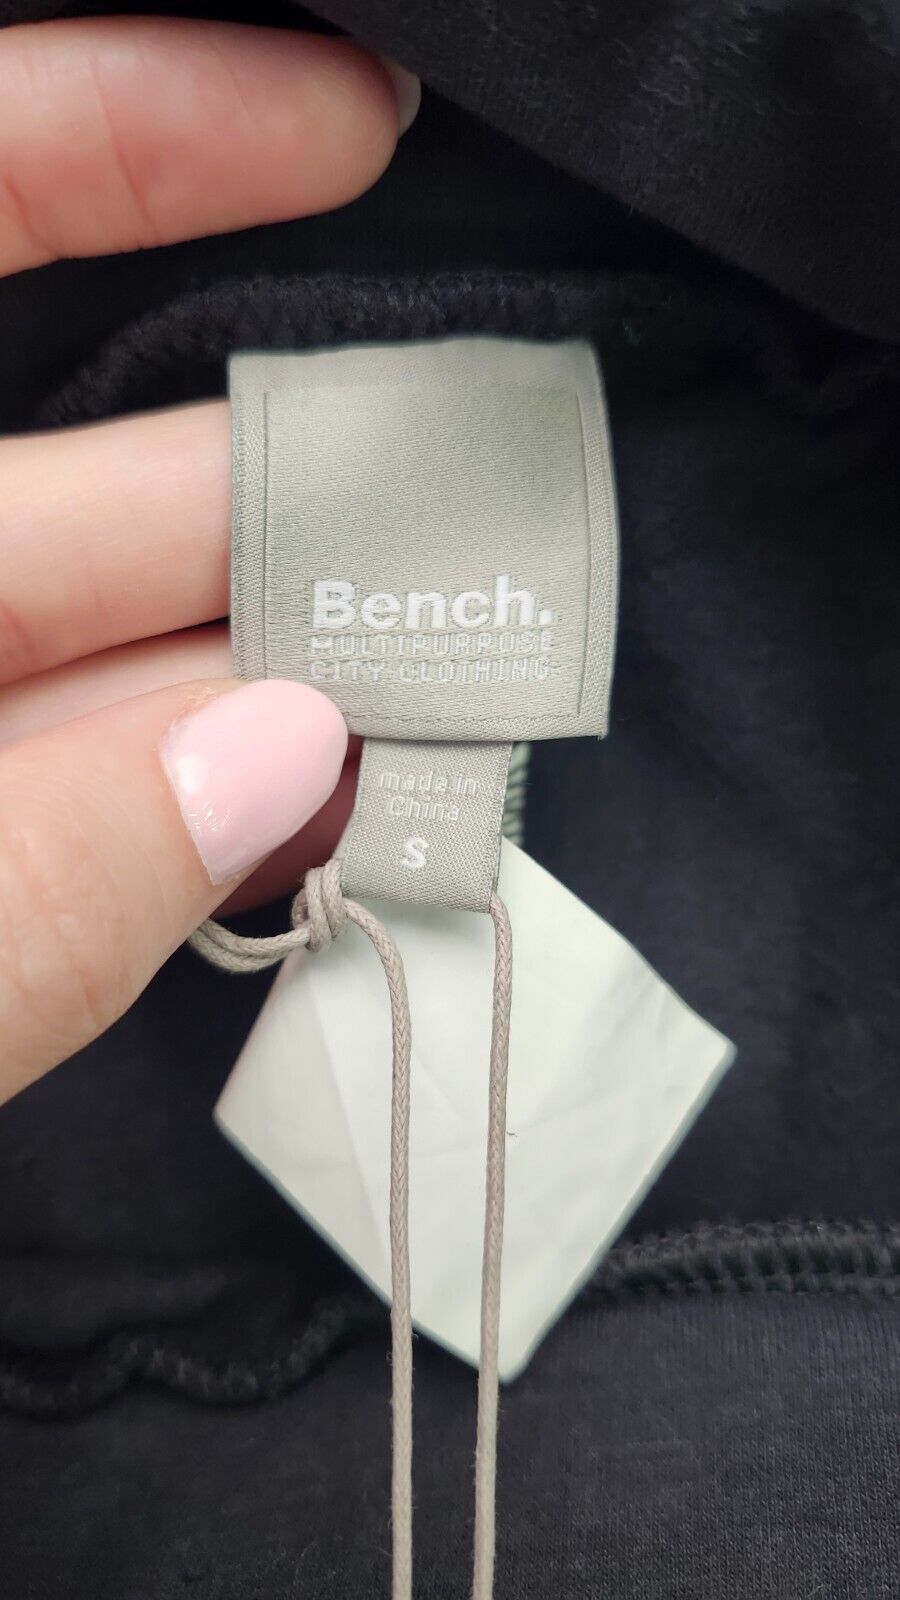 Bench.
MULTIPURPOSE
CITY CLOTHING
made in
China
S